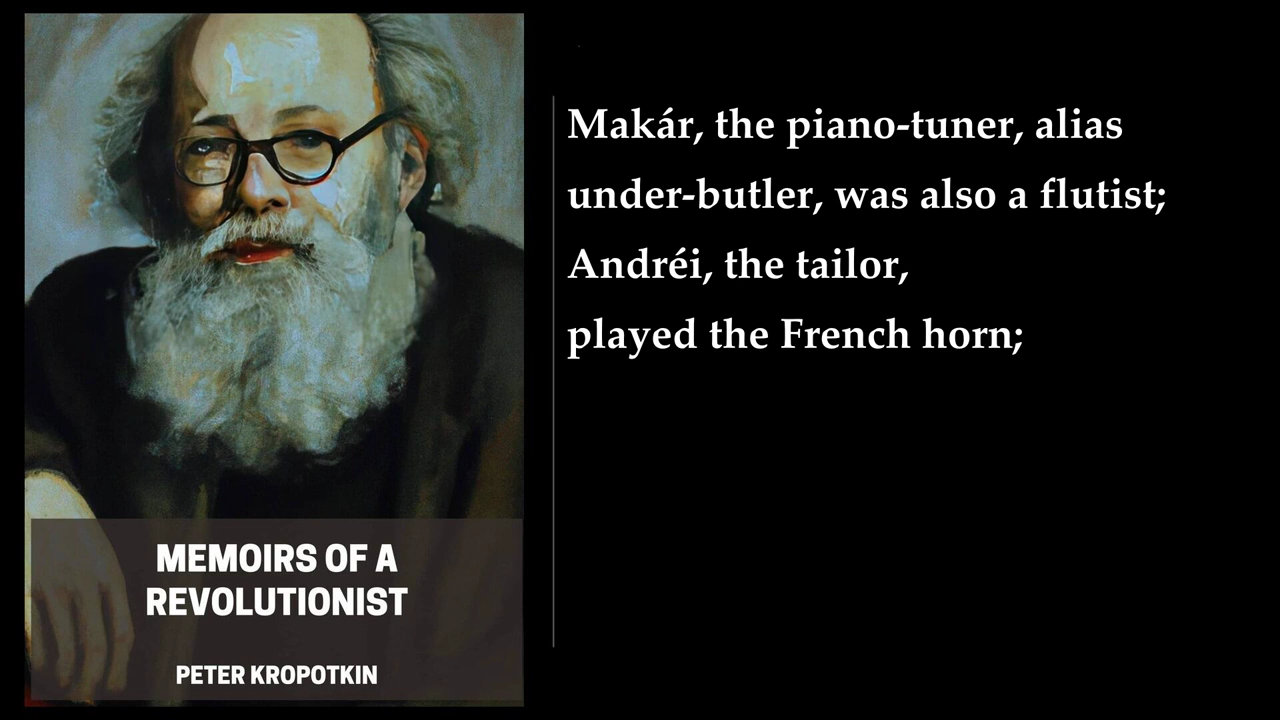 MEMOIRS OF A
REVOLUTIONIST
PETER KROPOTKIN
Makár, the piano-tuner, alias
under-butler, was also a flutist;
Andréi, the tailor,
played the French horn;